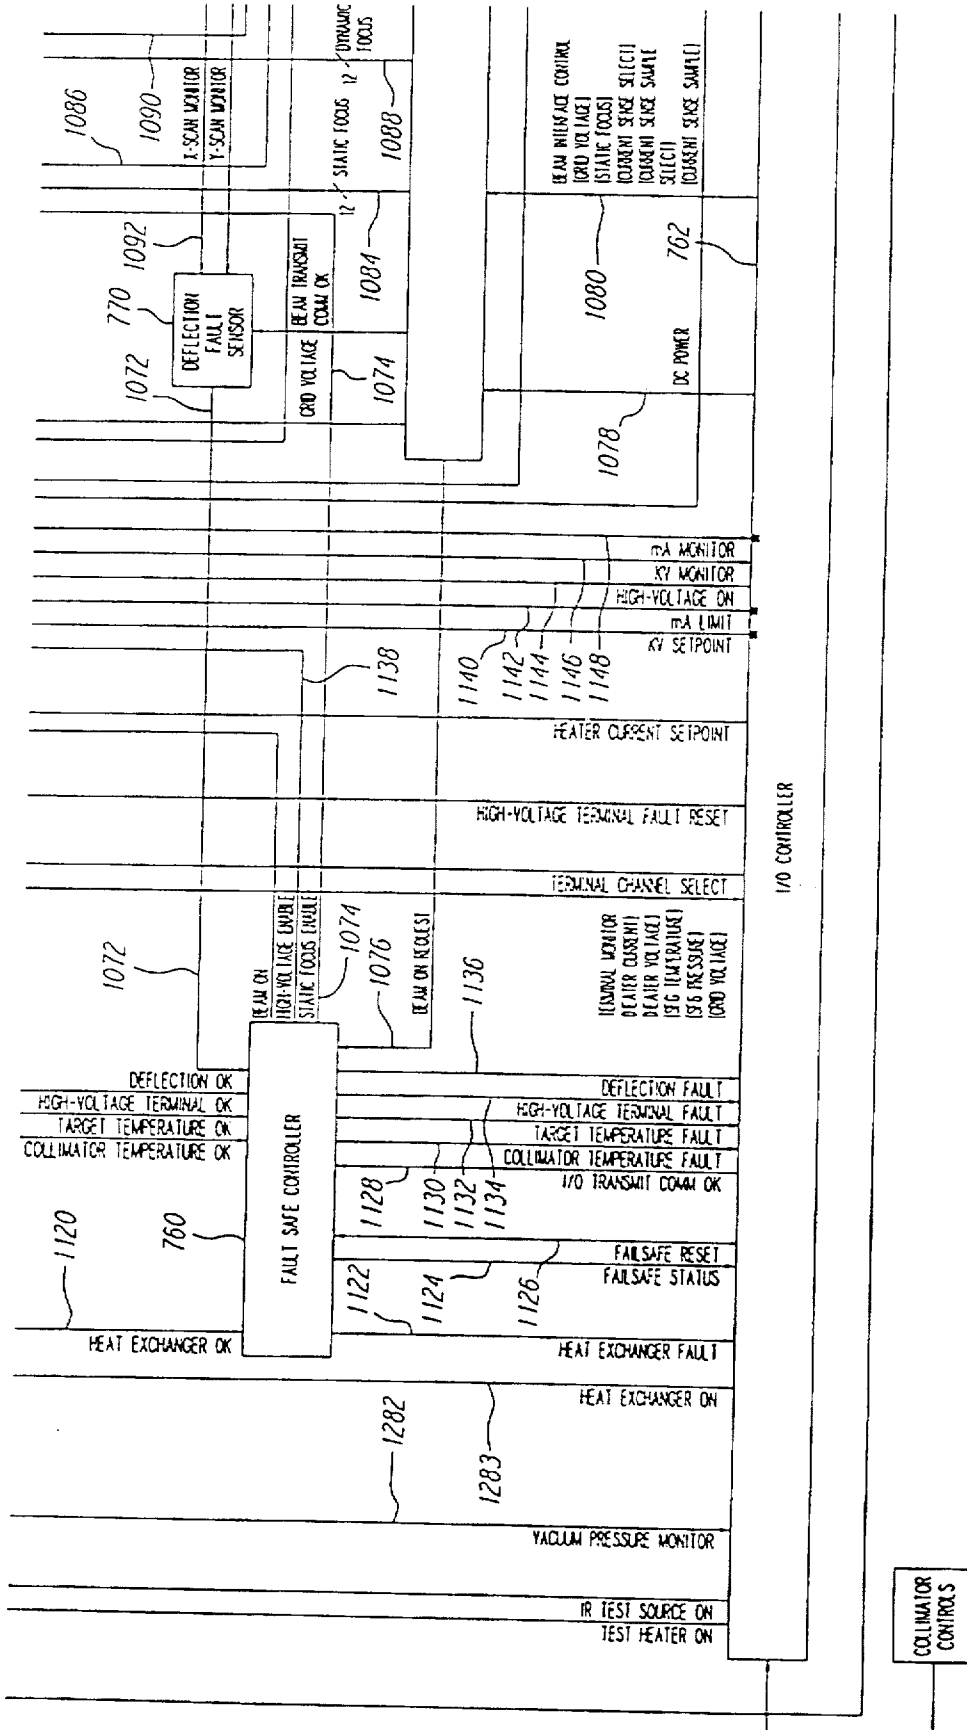 1086
1090
X-SCAN MONITOR
Y-SCAN MONITOR
12
DYNAMIC
FOCUS
1088
12
STATIC FOCUS
1084
1092
770
DEFLECTION
FAULT
SENSOR
1072
GRID VOLTAGE
BEAM TRANSMIT
COMM OK
1074
BEAM INTERFACE CONTROL
[GRID VOLTAGE]
[STATIC FOCUS]
[CURRENT SENSE SELECT]
[CURRENT SENSE SAMPLE
SELECT]
[CURRENT SENSE SAMPLE]
1080
762
DC POWER
1078
mA MONITOR
KV MONITOR
HIGH-VOLTAGE ON
mA LIMIT
KV SETPOINT
1138
1140
1142
1144
1146
1148
HEATER CURRENT SETPOINT
HIGH-VOLTAGE TERMINAL FAULT RESET
TERMINAL CHANNEL SELECT
I/O CONTROLLER
1072
BEAM ON
HIGH-VOLTAGE ENABLE
STATIC FOCUS ENABLE
1074
1076
BEAM ON REQUEST
TERMINAL MONITOR
DEATER CURRENT]
DEATER VOLTAGE]
[SF6 TEMPERATURE]
[SF6 PRESSURE]
[GRID VOLTAGE]
1136
DEFLECTION OK
HIGH-VOLTAGE TERMINAL OK
TARGET TEMPERATURE OK
COLLIMATOR TEMPERATURE OK
DEFLECTION FAULT
HIGH-VOLTAGE TERMINAL FAULT
TARGET TEMPERATURE FAULT
COLLIMATOR TEMPERATURE FAULT
I/O TRANSMIT COMM OK
1128
1130
1132
1134
760
FAULT SAFE CONTROLLER
1120
1122
1124
1126
FAILSAFE RESET
FAILSAFE STATUS
HEAT EXCHANGER OK
HEAT EXCHANGER FAULT
HEAT EXCHANGER ON
1282
1283
VACUUM PRESSURE MONITOR
IR TEST SOURCE ON
TEST HEATER ON
COLLIMATOR
CONTROLS